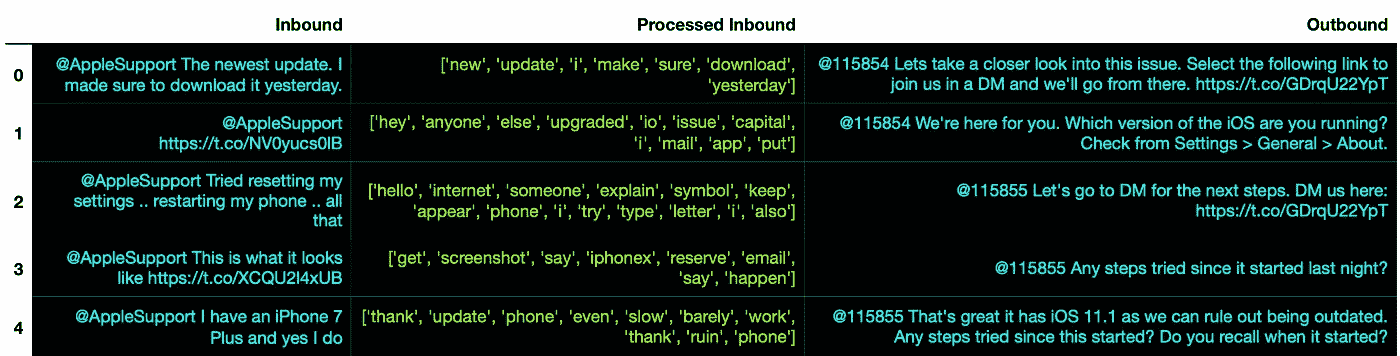 Inbound Processed Inbound Outbound
0 @AppleSupport The newest update. I made sure to download it yesterday. ['new', 'update', 'i', 'make', 'sure', 'download', 'yesterday'] @115854 Lets take a closer look into this issue. Select the following link to join us in a DM and we'll go from there. https://t.co/GDrqU22YpT
1 @AppleSupport https://t.co/NV0yucs0lB ['hey', 'anyone', 'else', 'upgraded', 'io', 'issue', 'capital', 'i', 'mail', 'app', 'put'] @115854 We're here for you. Which version of the iOS are you running? Check from Settings > General > About.
2 @AppleSupport Tried resetting my settings .. restarting my phone .. all that ['hello', 'internet', 'someone', 'explain', 'symbol', 'keep', 'appear', 'phone', 'i', 'try', 'type', 'letter', 'i', 'also'] @115855 Let's go to DM for the next steps. DM us here: https://t.co/GDrqU22YpT
3 @AppleSupport This is what it looks like https://t.co/XCQU2l4xUB ['get', 'screenshot', 'say', 'iphonex', 'reserve', 'email', 'say', 'happen'] @115855 Any steps tried since it started last night?
4 @AppleSupport I have an iPhone 7 Plus and yes I do ['thank', 'update', 'phone', 'even', 'slow', 'barely', 'work', 'thank', 'ruin', 'phone'] @115855 That's great it has iOS 11.1 as we can rule out being outdated. Any steps tried since this started? Do you recall when it started?